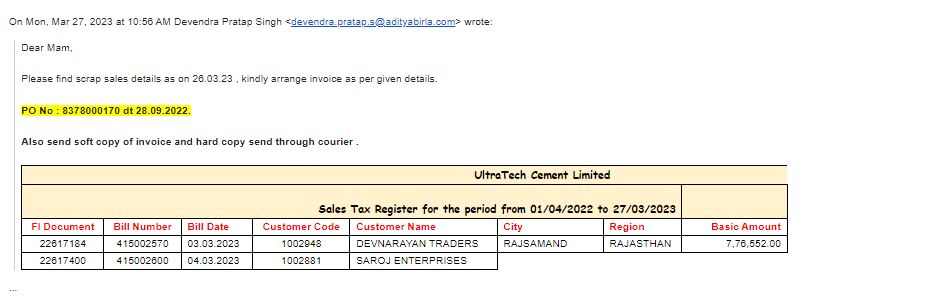 On Mon, Mar 27, 2023 at 10:56 AM Devendra Pratap Singh <devendra.pratap.s@adityabirla.com> wrote:
Dear Mam,
Please find scrap sales details as on 26.03.23 , kindly arrange invoice as per given details.
PO No : 8378000170 dt 28.09.2022.
Also send soft copy of invoice and hard copy send through courier .
UltraTech Cement Limited
Sales Tax Register for the period from 01/04/2022 to 27/03/2023
FI Document Bill Number Bill Date Customer Code Customer Name City Region Basic Amount
22617184 415002570 03.03.2023 1002948 DEVNARAYAN TRADERS RAJSAMAND RAJASTHAN 7,76,552.00
22617400 415002600 04.03.2023 1002881 SAROJ ENTERPRISES
...